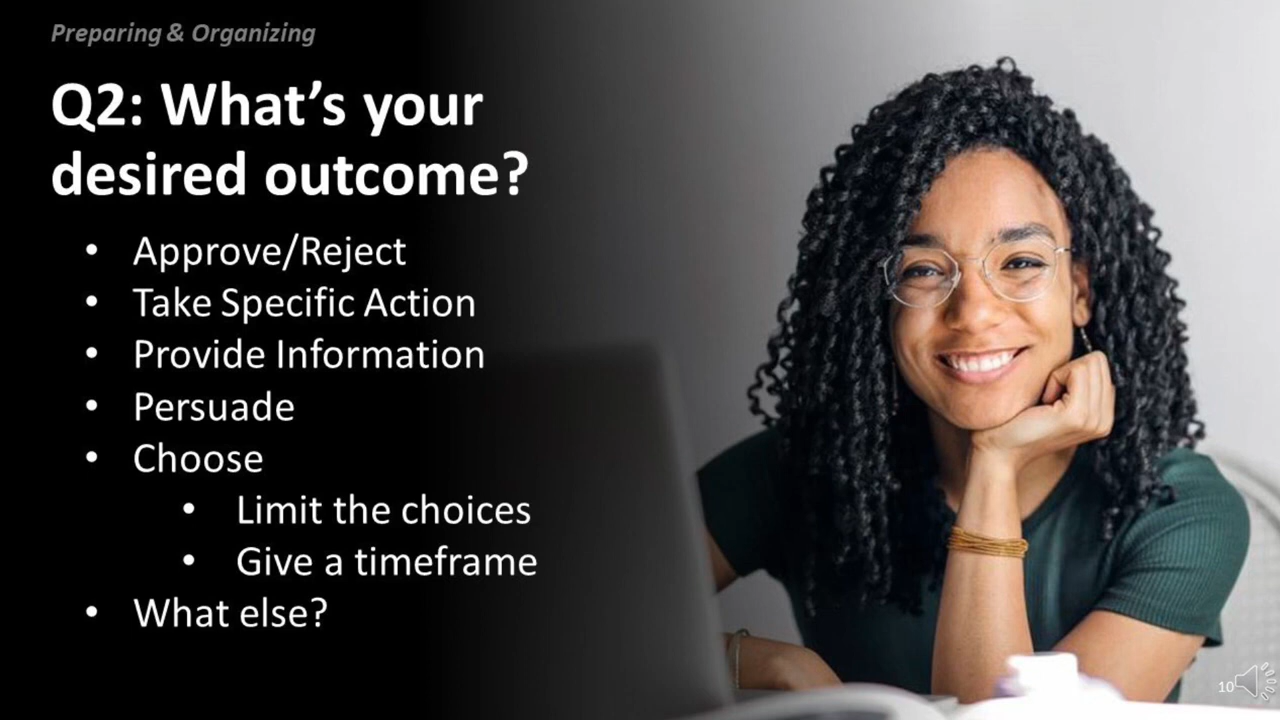 Preparing & Organizing
Q2: What’s your
desired outcome?
• Approve/Reject
• Take Specific Action
• Provide Information
• Persuade
• Choose
• Limit the choices
• Give a timeframe
• What else?
10